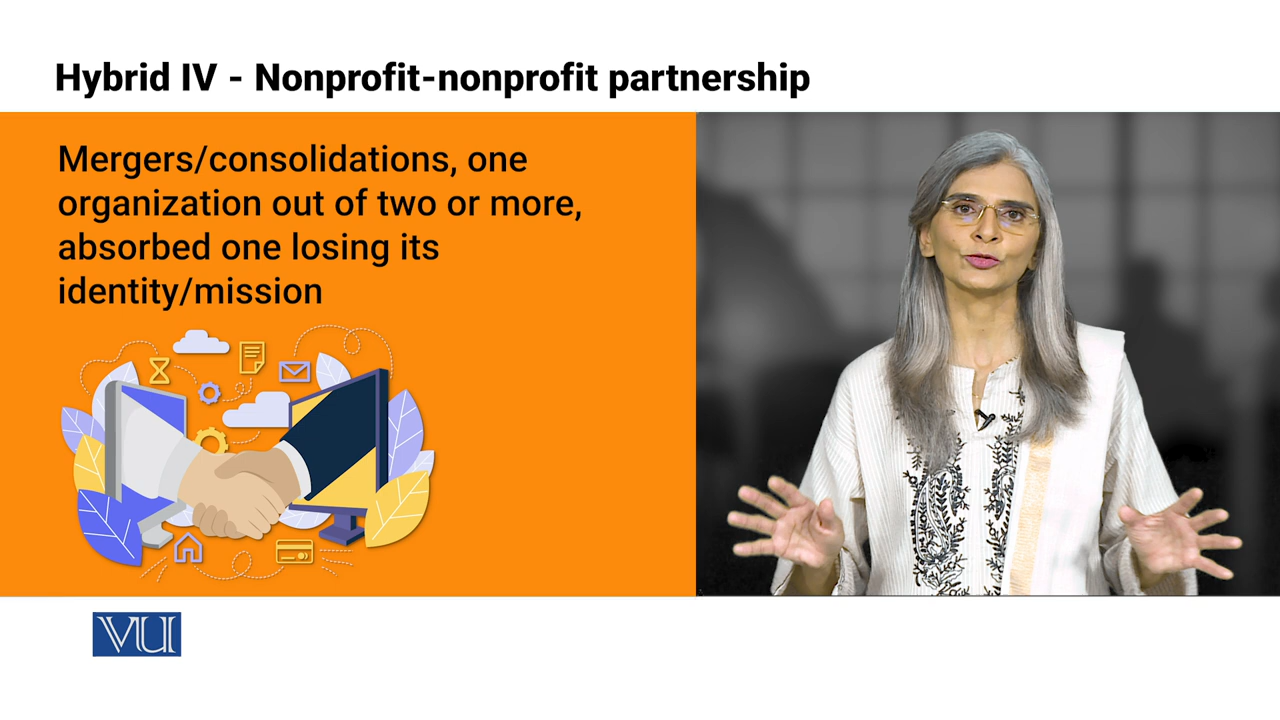 Hybrid IV - Nonprofit-nonprofit partnership
Mergers/consolidations, one
organization out of two or more,
absorbed one losing its
identity/mission
VU